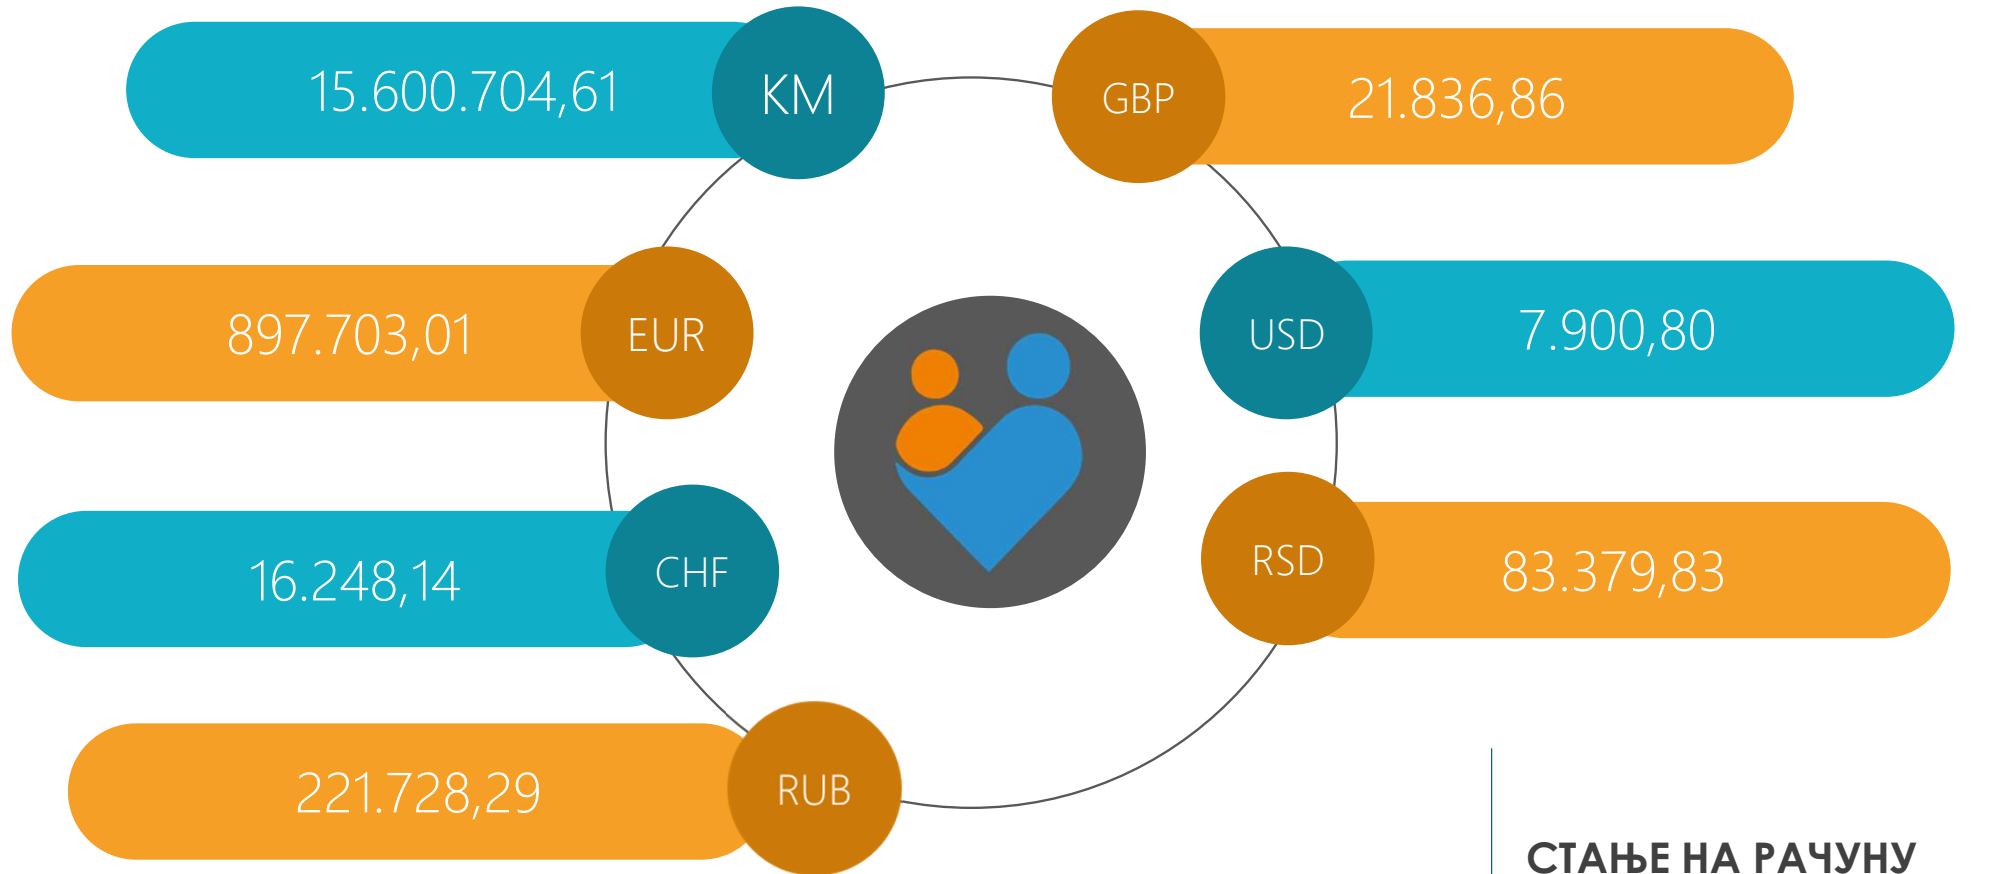 15.600.704,61
KM
GBP
21.836,86
897.703,01
EUR
USD
7.900,80
16.248,14
CHF
RSD
83.379,83
221.728,29
RUB
СТАЊЕ НА РАЧУНУ